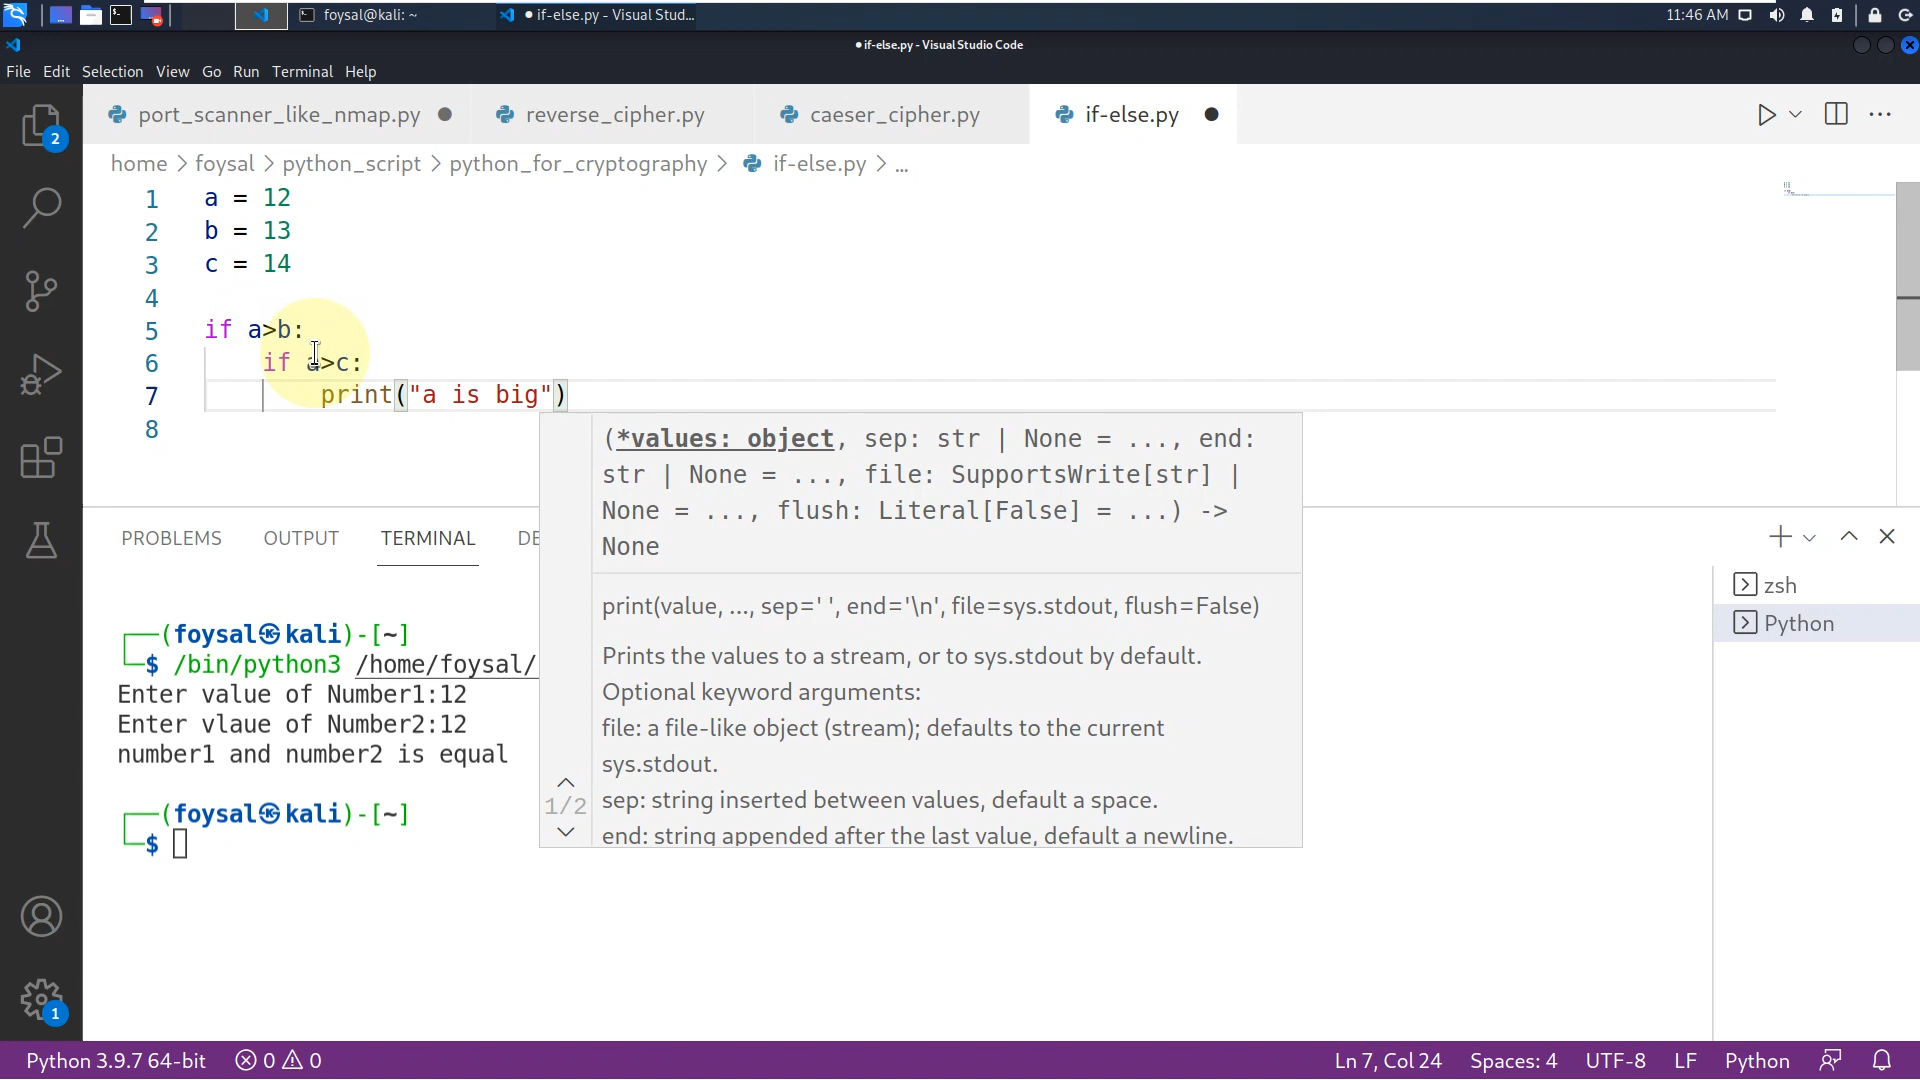 11:46 AM
foysal@kali: ~
● if-else.py - Visual Stud...
● if-else.py - Visual Studio Code
File Edit Selection View Go Run Terminal Help
port_scanner_like_nmap.py ●
reverse_cipher.py
caeser_cipher.py
if-else.py ●
2
home > foysal > python_script > python_for_cryptography > if-else.py > ...
1 a = 12
2 b = 13
3 c = 14
4
5 if a>b:
6 if a>c:
7 print("a is big")
8
(*values: object, sep: str | None = ..., end:
str | None = ..., file: SupportsWrite[str] |
None = ..., flush: Literal[False] = ...) ->
None
print(value, ..., sep=' ', end='\n', file=sys.stdout, flush=False)
Prints the values to a stream, or to sys.stdout by default.
Optional keyword arguments:
file: a file-like object (stream); defaults to the current
sys.stdout.
sep: string inserted between values, default a space.
end: string appended after the last value, default a newline.
1/2
PROBLEMS OUTPUT TERMINAL DE
zsh
Python
┌──(foysal㉿kali)-[~]
└─$ /bin/python3 /home/foysal/
Enter value of Number1:12
Enter vlaue of Number2:12
number1 and number2 is equal
┌──(foysal㉿kali)-[~]
└─$
1
Python 3.9.7 64-bit 0 0 Ln 7, Col 24 Spaces: 4 UTF-8 LF Python